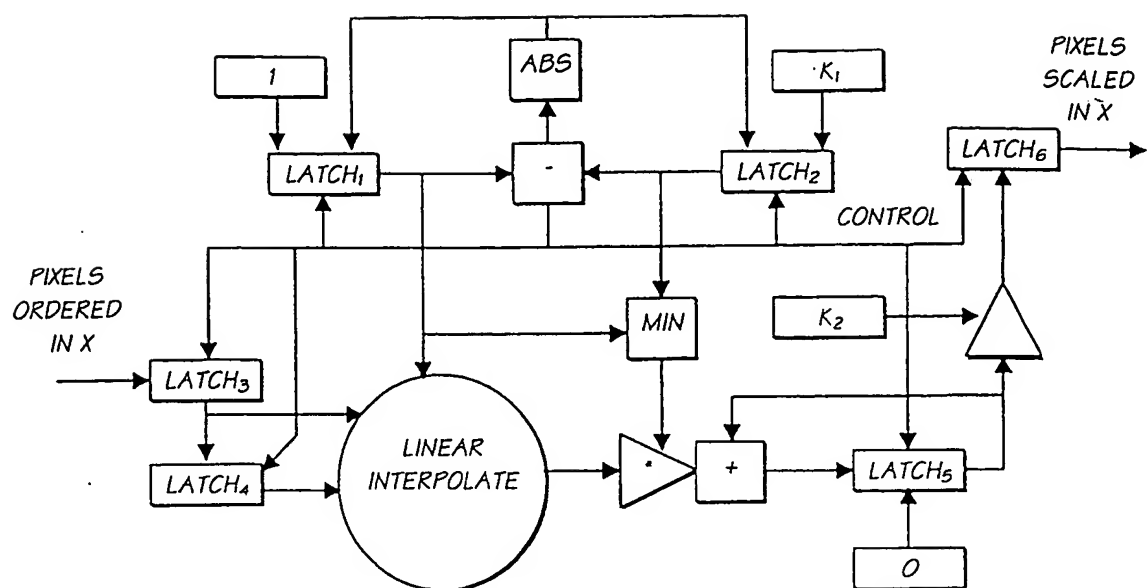 PIXELS
SCALED
IN X
ABS
1
K₁
LATCH₁
-
LATCH₂
LATCH₆
CONTROL
PIXELS
ORDERED
IN X
MIN
K₂
LATCH₃
LINEAR
INTERPOLATE
*
+
LATCH₄
LATCH₅
0